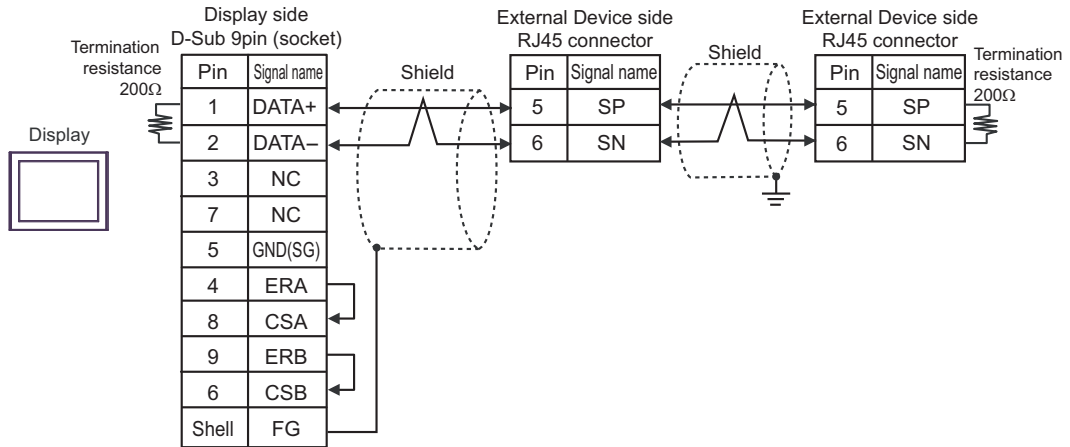 Display side
D-Sub 9pin (socket)
External Device side
RJ45 connector
External Device side
RJ45 connector
Termination
resistance
200Ω
Shield
Shield
Termination
resistance
200Ω
Display
Pin Signal name
1 DATA+
2 DATA−
3 NC
7 NC
5 GND(SG)
4 ERA
8 CSA
9 ERB
6 CSB
Shell FG
Pin Signal name
5 SP
6 SN
Pin Signal name
5 SP
6 SN